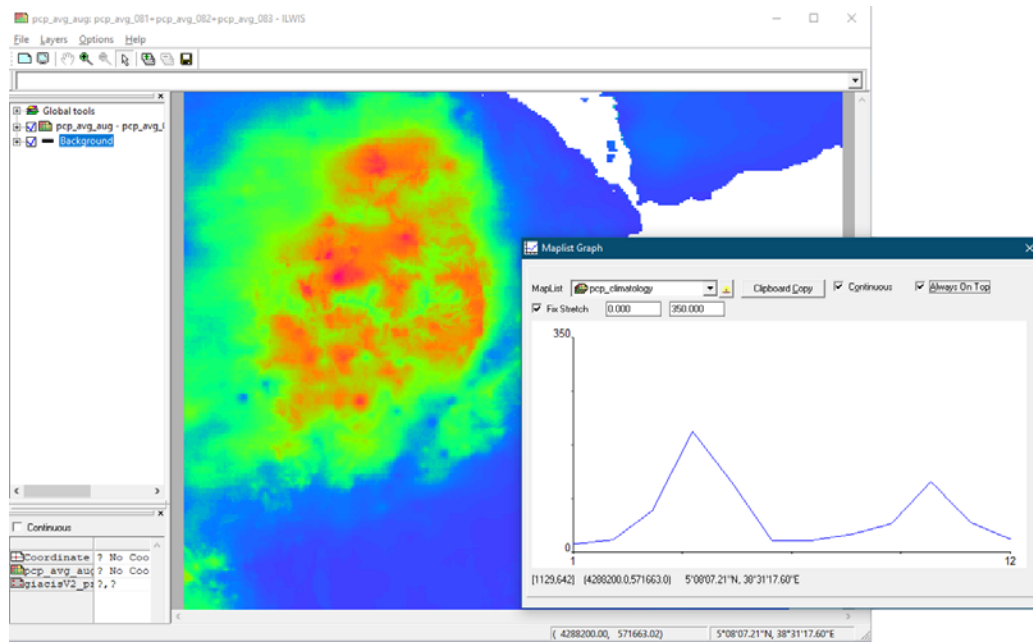 pcp_avg_aug: pcp_avg_081+pcp_avg_082+pcp_avg_083 - ILWIS
File Layers Options Help
Global tools
pcp_avg_aug - pcp_avg_(
Background
Maplist Graph
MapList pcp_climatology Clipboard Copy Continuous Always On Top
Fix Stretch 0.000 350.000
350
0
1 12
[1129,642] (4288200.0,571663.0) 5°08'07.21"N, 38°31'17.60"E
Continuous
Coordinate ? No Coo
pcp_avg_aug ? No Coo
giacisV2_pr ?,?
( 4288200.00, 571663.02) 5°08'07.21"N, 38°31'17.60"E